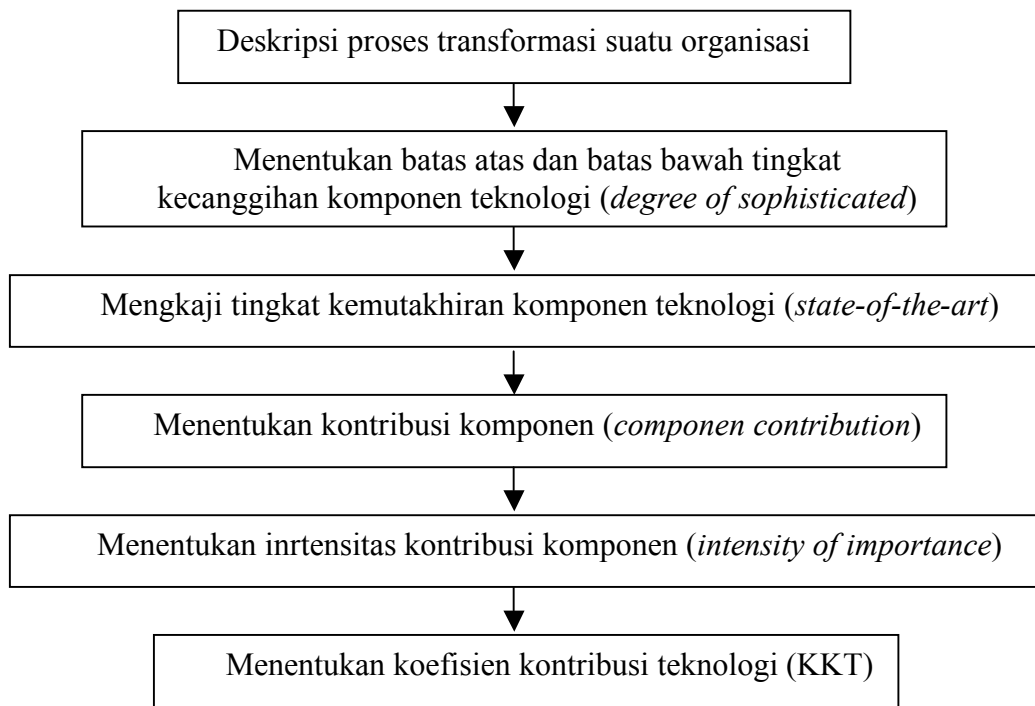 Deskripsi proses transformasi suatu organisasi
Menentukan batas atas dan batas bawah tingkat
kecanggihan komponen teknologi (degree of sophisticated)
Mengkaji tingkat kemutakhiran komponen teknologi (state-of-the-art)
Menentukan kontribusi komponen (componen contribution)
Menentukan inrtensitas kontribusi komponen (intensity of importance)
Menentukan koefisien kontribusi teknologi (KKT)